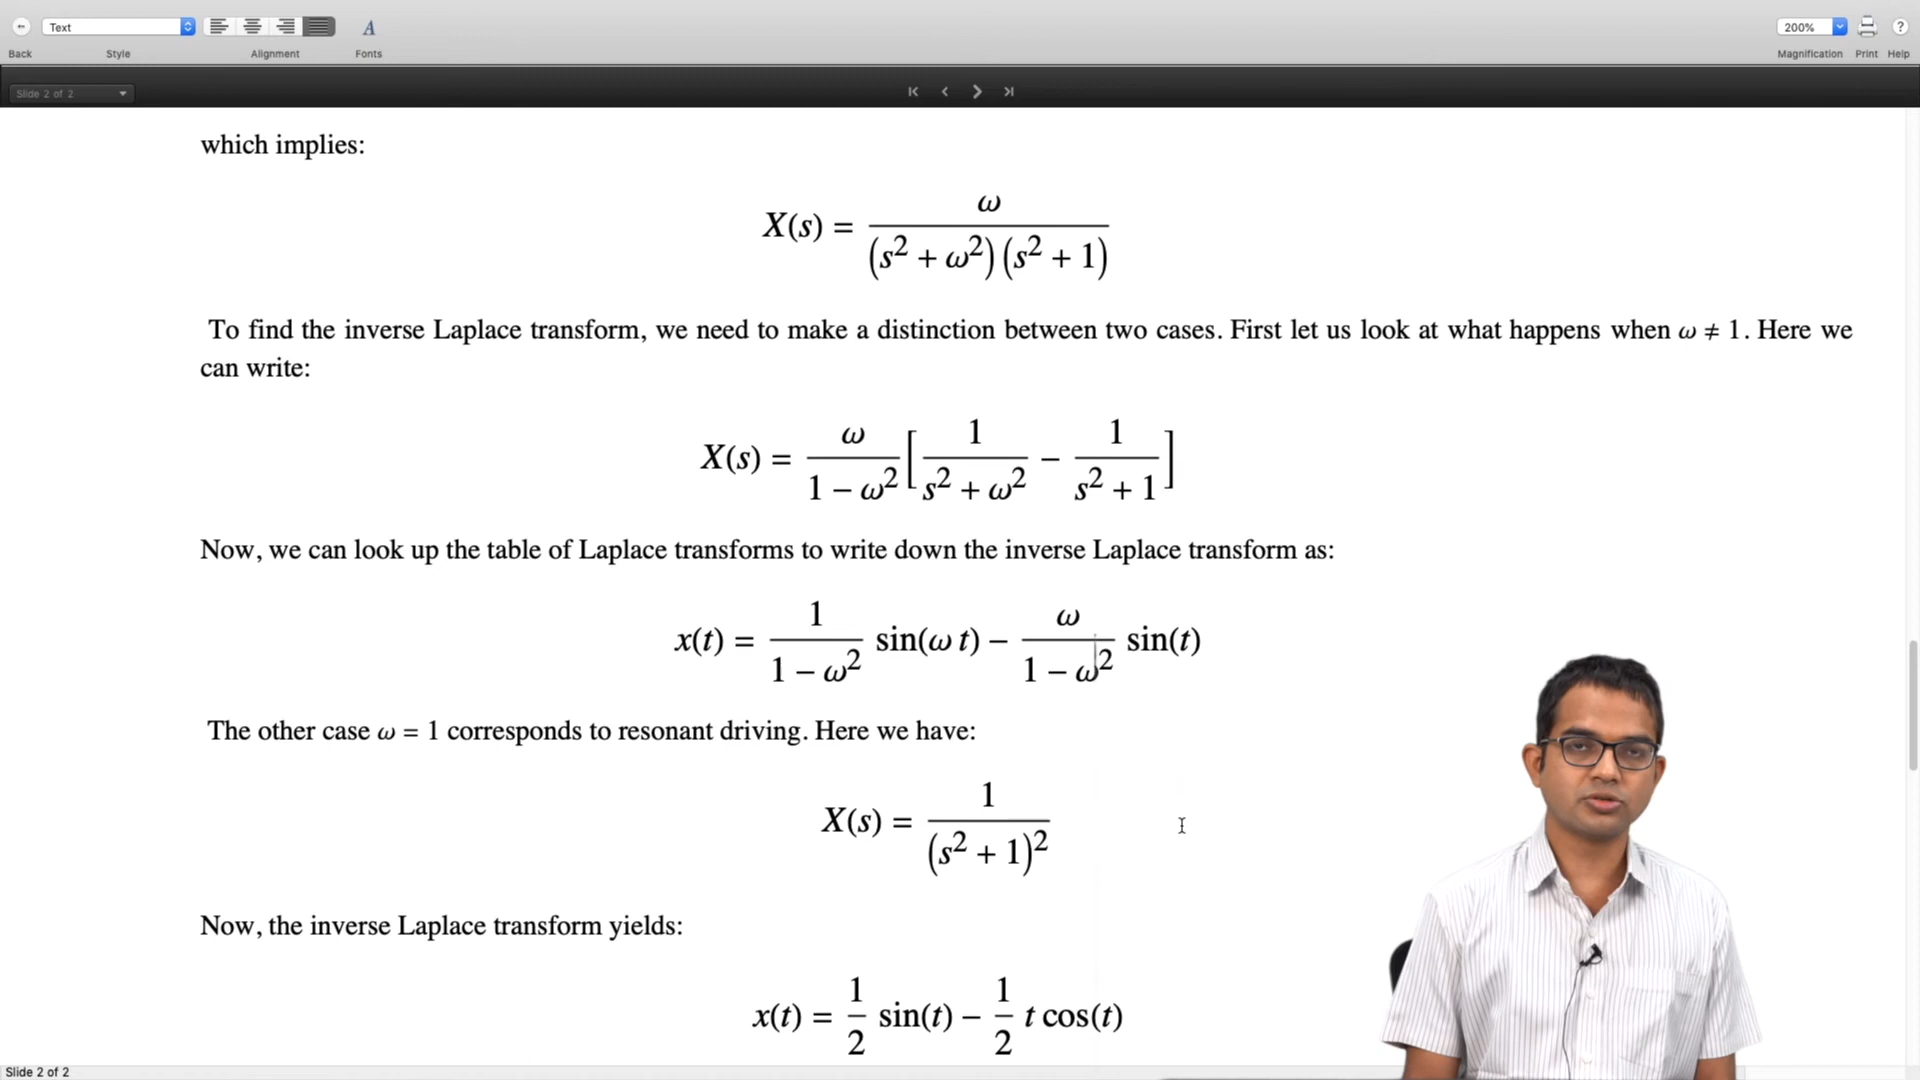 Text
200%
Back Style Alignment Fonts Magnification Print Help
Slide 2 of 2
which implies:
X(s) = ω / ((s² + ω²)(s² + 1))
To find the inverse Laplace transform, we need to make a distinction between two cases. First let us look at what happens when ω ≠ 1. Here we
can write:
X(s) = ω / (1 − ω²) [1 / (s² + ω²) − 1 / (s² + 1)]
Now, we can look up the table of Laplace transforms to write down the inverse Laplace transform as:
x(t) = 1 / (1 − ω²) sin(ω t) − ω / (1 − ω²) sin(t)
The other case ω = 1 corresponds to resonant driving. Here we have:
X(s) = 1 / (s² + 1)²
Now, the inverse Laplace transform yields:
x(t) = 1/2 sin(t) − 1/2 t cos(t)
Slide 2 of 2